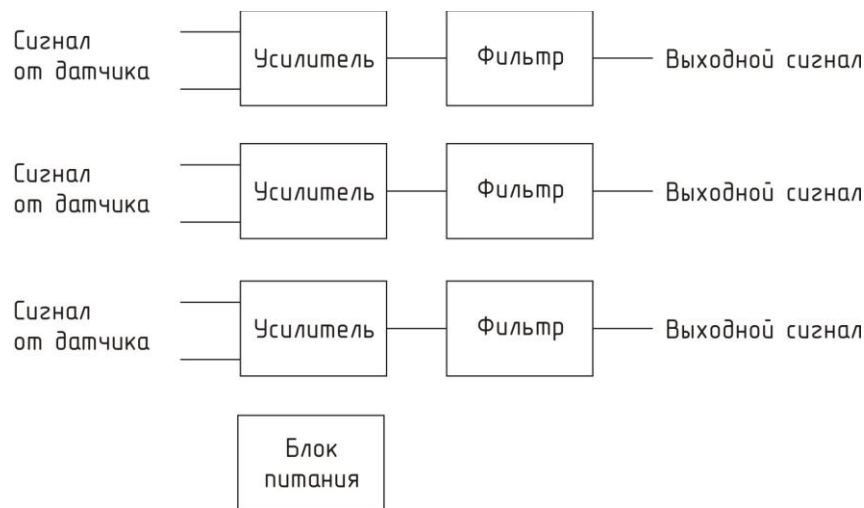 Сигнал
от датчика
Усилитель
Фильтр
Выходной сигнал
Сигнал
от датчика
Усилитель
Фильтр
Выходной сигнал
Сигнал
от датчика
Усилитель
Фильтр
Выходной сигнал
Блок
питания